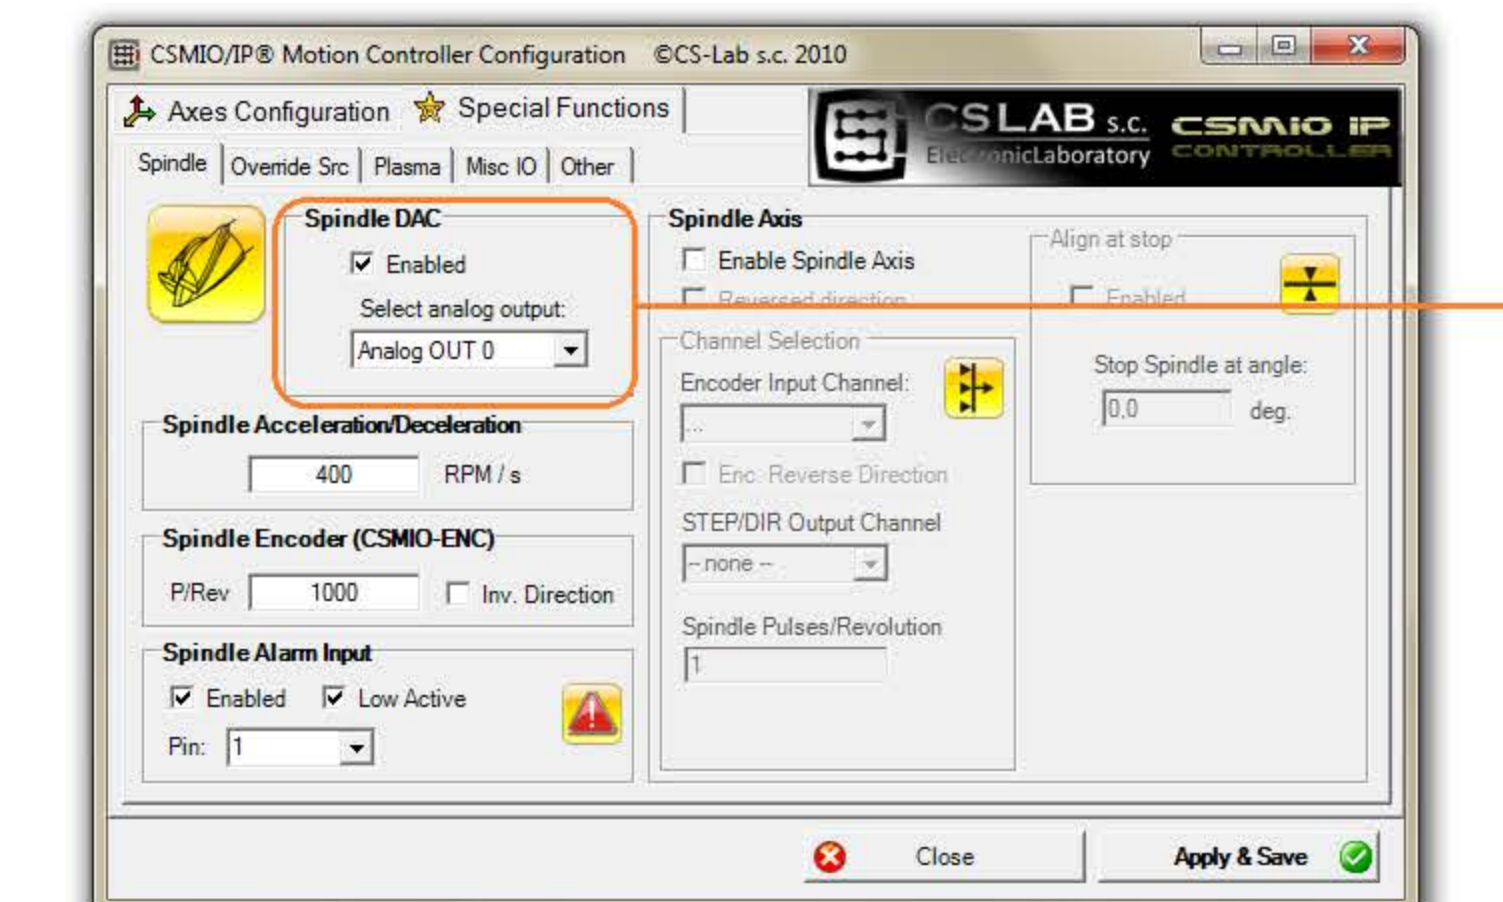 CSMIO/IP® Motion Controller Configuration ©CS-Lab s.c. 2010
Axes Configuration Special Functions
CSLAB s.c.
ElectronicLaboratory
CSMIO IP
CONTROLLER
Spindle Override Src Plasma Misc IO Other
Spindle DAC
Enabled
Select analog output:
Analog OUT 0
Spindle Acceleration/Deceleration
400 RPM / s
Spindle Encoder (CSMIO-ENC)
P/Rev 1000 Inv. Direction
Spindle Alarm Input
Enabled Low Active
Pin: 1
Spindle Axis
Enable Spindle Axis
Reversed direction
Channel Selection
Encoder Input Channel:
...
Enc. Reverse Direction
STEP/DIR Output Channel
-- none --
Spindle Pulses/Revolution
1
Align at stop
Enabled
Stop Spindle at angle:
0,0 deg.
Close Apply & Save